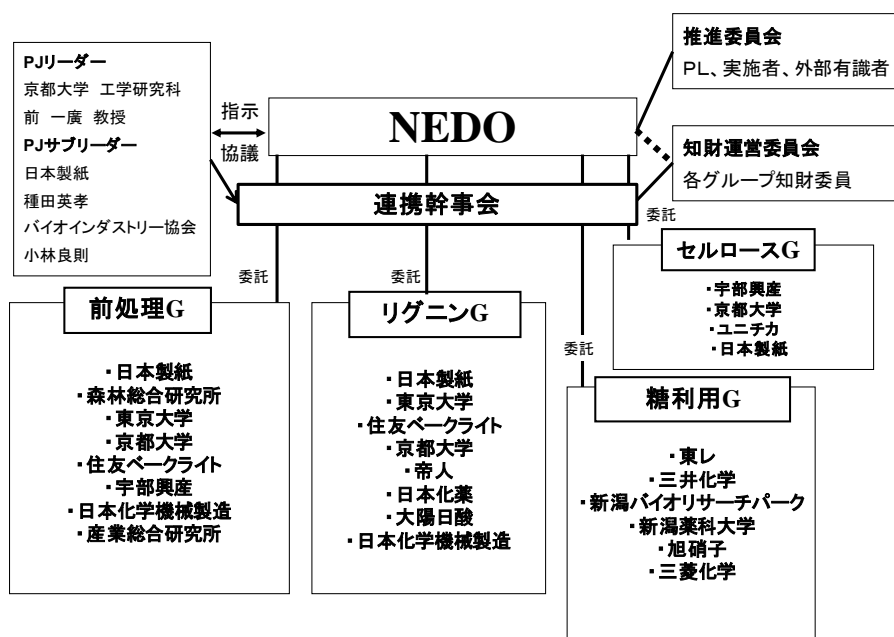 PJリーダー
京都大学 工学研究科
前 一廣 教授
PJサブリーダー
日本製紙
種田英孝
バイオインダストリー協会
小林良則
指示
協議
NEDO
連携幹事会
推進委員会
PL、実施者、外部有識者
知財運営委員会
各グループ知財委員
委託
前処理G
・日本製紙
・森林総合研究所
・東京大学
・京都大学
・住友ベークライト
・宇部興産
・日本化学機械製造
・産業総合研究所
委託
リグニンG
・日本製紙
・東京大学
・住友ベークライト
・京都大学
・帝人
・日本化薬
・大陽日酸
・日本化学機械製造
委託
セルロースG
・宇部興産
・京都大学
・ユニチカ
・日本製紙
委託
糖利用G
・東レ
・三井化学
・新潟バイオリサーチパーク
・新潟薬科大学
・旭硝子
・三菱化学